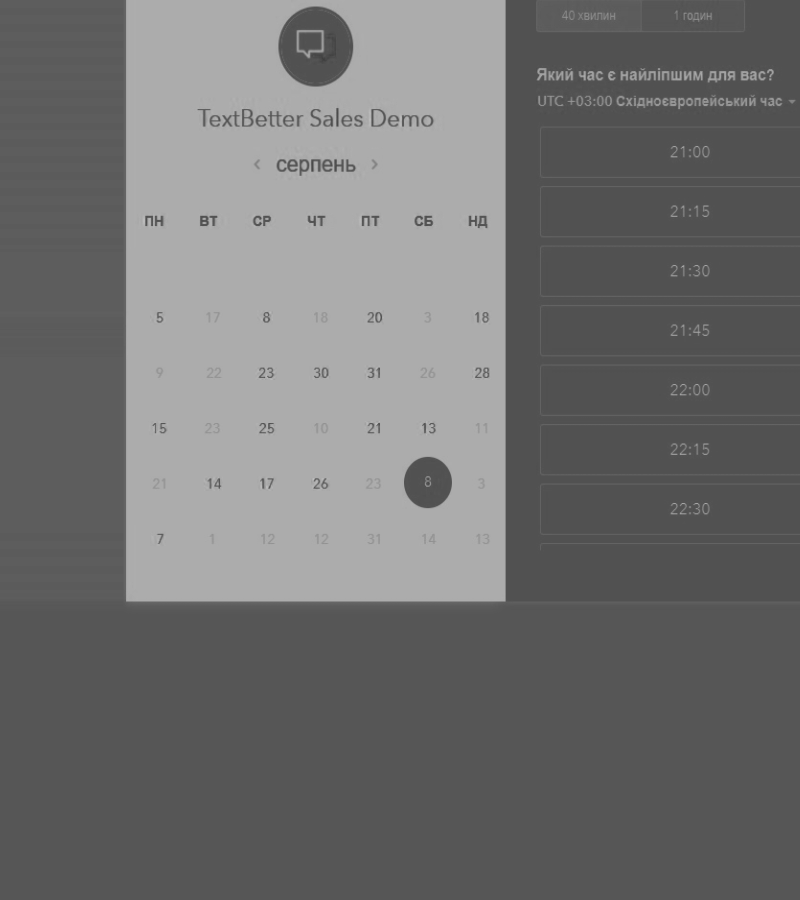 TextBetter Sales Demo
‹ серпень ›
ПН ВТ СР ЧТ ПТ СБ НД
5 17 8 18 20 3 18
9 22 23 30 31 26 28
15 23 25 10 21 13 11
21 14 17 26 23 8 3
7 1 12 12 31 14 13
40 хвилин 1 годин
Який час є найліпшим для вас?
UTC +03:00 Східноєвропейський час
21:00
21:15
21:30
21:45
22:00
22:15
22:30